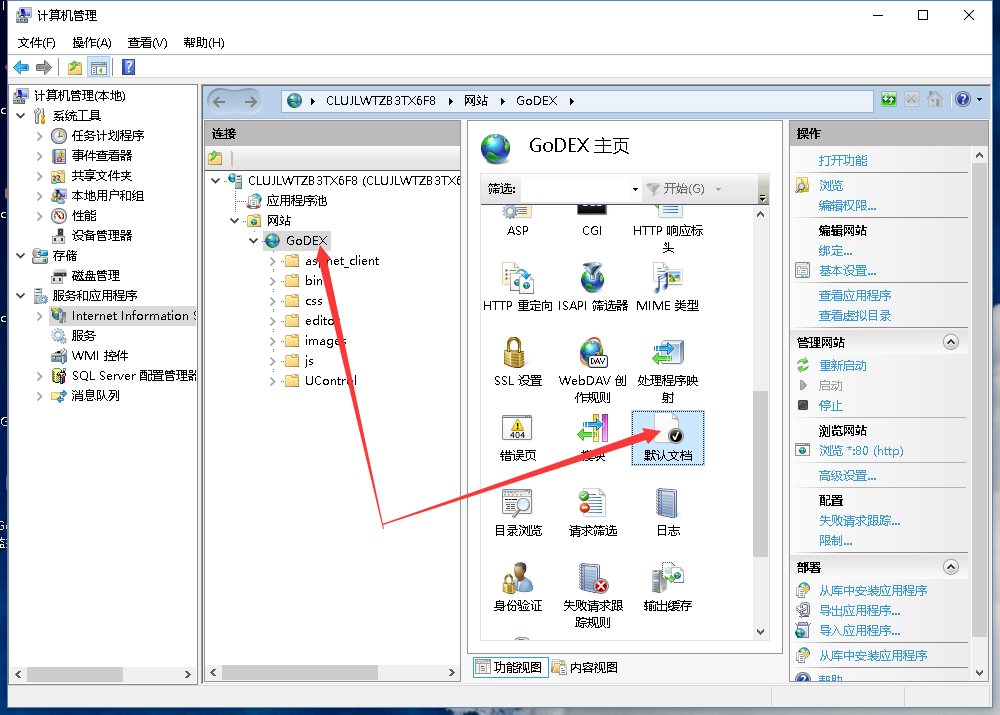 计算机管理
文件(F) 操作(A) 查看(V) 帮助(H)
计算机管理(本地)
系统工具
任务计划程序
事件查看器
共享文件夹
本地用户和组
性能
设备管理器
存储
磁盘管理
服务和应用程序
Internet Information S
服务
WMI 控件
SQL Server 配置管理器
消息队列
CLUJLWTZB3TX6F8 网站 GoDEX
连接
CLUJLWTZB3TX6F8 (CLUJLWTZB3TX6
应用程序池
网站
GoDEX
aspnet_client
bin
css
editor
images
js
UControl
GoDEX 主页
筛选: 开始(G)
ASP
CGI
HTTP 响应标
头
HTTP 重定向
ISAPI 筛选器
MIME 类型
SSL 设置
WebDAV 创
作规则
处理程序映
射
错误页
模块
默认文档
目录浏览
请求筛选
日志
身份验证
失败请求跟
踪规则
输出缓存
功能视图 内容视图
操作
打开功能
浏览
编辑权限...
编辑网站
绑定...
基本设置...
查看应用程序
查看虚拟目录
管理网站
重新启动
启动
停止
浏览网站
浏览 *:80 (http)
高级设置...
配置
失败请求跟踪...
限制...
部署
从库中安装应用程序
导出应用程序...
导入应用程序...
从库中安装应用程序
帮助